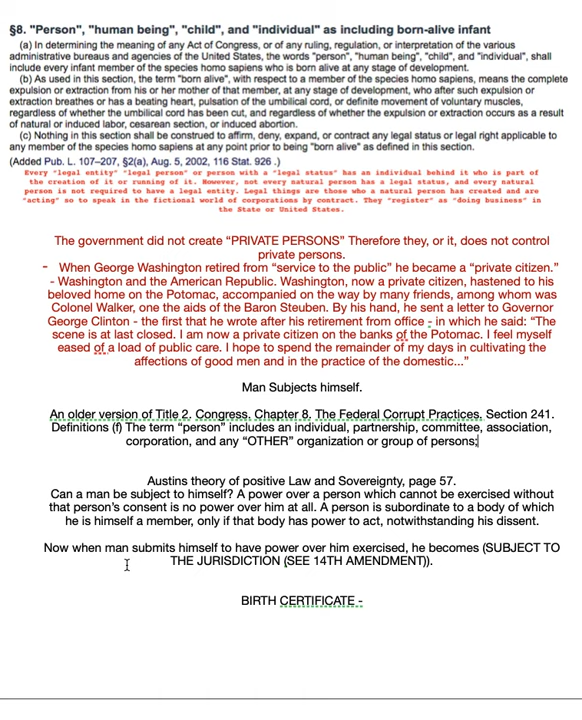 §8. "Person", "human being", "child", and "individual" as including born-alive infant
(a) In determining the meaning of any Act of Congress, or of any ruling, regulation, or interpretation of the various
administrative bureaus and agencies of the United States, the words "person", "human being", "child", and "individual", shall
include every infant member of the species homo sapiens who is born alive at any stage of development.
(b) As used in this section, the term "born alive", with respect to a member of the species homo sapiens, means the complete
expulsion or extraction from his or her mother of that member, at any stage of development, who after such expulsion or
extraction breathes or has a beating heart, pulsation of the umbilical cord, or definite movement of voluntary muscles,
regardless of whether the umbilical cord has been cut, and regardless of whether the expulsion or extraction occurs as a result
of natural or induced labor, cesarean section, or induced abortion.
(c) Nothing in this section shall be construed to affirm, deny, expand, or contract any legal status or legal right applicable to
any member of the species homo sapiens at any point prior to being "born alive" as defined in this section.
(Added Pub. L. 107–207, §2(a), Aug. 5, 2002, 116 Stat. 926 .)
Every "legal entity" "legal person" or person with a "legal status" has an individual behind it who is part of
the creation of it or running of it. However, not every natural person has a legal status, and every natural
person is not required to have a legal entity. Legal things are those who a natural person has created and are
"acting" so to speak in the fictional world of corporations by contract. They "register" as "doing business" in
the State or United States.
The government did not create “PRIVATE PERSONS” Therefore they, or it, does not control
private persons.
- When George Washington retired from “service to the public” he became a “private citizen.”
- Washington and the American Republic. Washington, now a private citizen, hastened to his
beloved home on the Potomac, accompanied on the way by many friends, among whom was
Colonel Walker, one the aids of the Baron Steuben. By his hand, he sent a letter to Governor
George Clinton - the first that he wrote after his retirement from office - in which he said: “The
scene is at last closed. I am now a private citizen on the banks of the Potomac. I feel myself
eased of a load of public care. I hope to spend the remainder of my days in cultivating the
affections of good men and in the practice of the domestic...”
Man Subjects himself.
An older version of Title 2. Congress. Chapter 8. The Federal Corrupt Practices. Section 241.
Definitions (f) The term “person” includes an individual, partnership, committee, association,
corporation, and any “OTHER” organization or group of persons;
Austins theory of positive Law and Sovereignty, page 57.
Can a man be subject to himself? A power over a person which cannot be exercised without
that person’s consent is no power over him at all. A person is subordinate to a body of which
he is himself a member, only if that body has power to act, notwithstanding his dissent.
Now when man submits himself to have power over him exercised, he becomes (SUBJECT TO
THE JURISDICTION (SEE 14TH AMENDMENT)).
BIRTH CERTIFICATE -